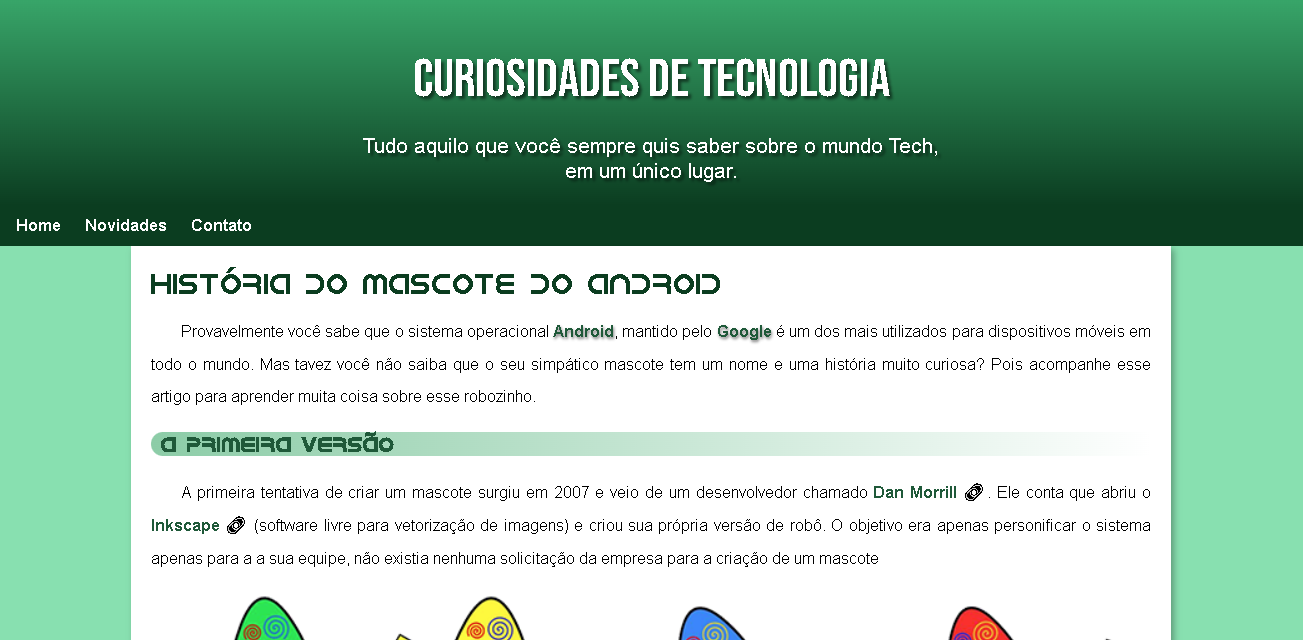 CURIOSIDADES DE TECNOLOGIA
Tudo aquilo que você sempre quis saber sobre o mundo Tech,
em um único lugar.
Home Novidades Contato
HISTÓRIA DO MASCOTE DO ANDROID
Provavelmente você sabe que o sistema operacional Android, mantido pelo Google é um dos mais utilizados para dispositivos móveis em
todo o mundo. Mas tavez você não saiba que o seu simpático mascote tem um nome e uma história muito curiosa? Pois acompanhe esse
artigo para aprender muita coisa sobre esse robozinho.
A PRIMEIRA VERSÃO
A primeira tentativa de criar um mascote surgiu em 2007 e veio de um desenvolvedor chamado Dan Morrill . Ele conta que abriu o
Inkscape (software livre para vetorização de imagens) e criou sua própria versão de robô. O objetivo era apenas personificar o sistema
apenas para a a sua equipe, não existia nenhuma solicitação da empresa para a criação de um mascote